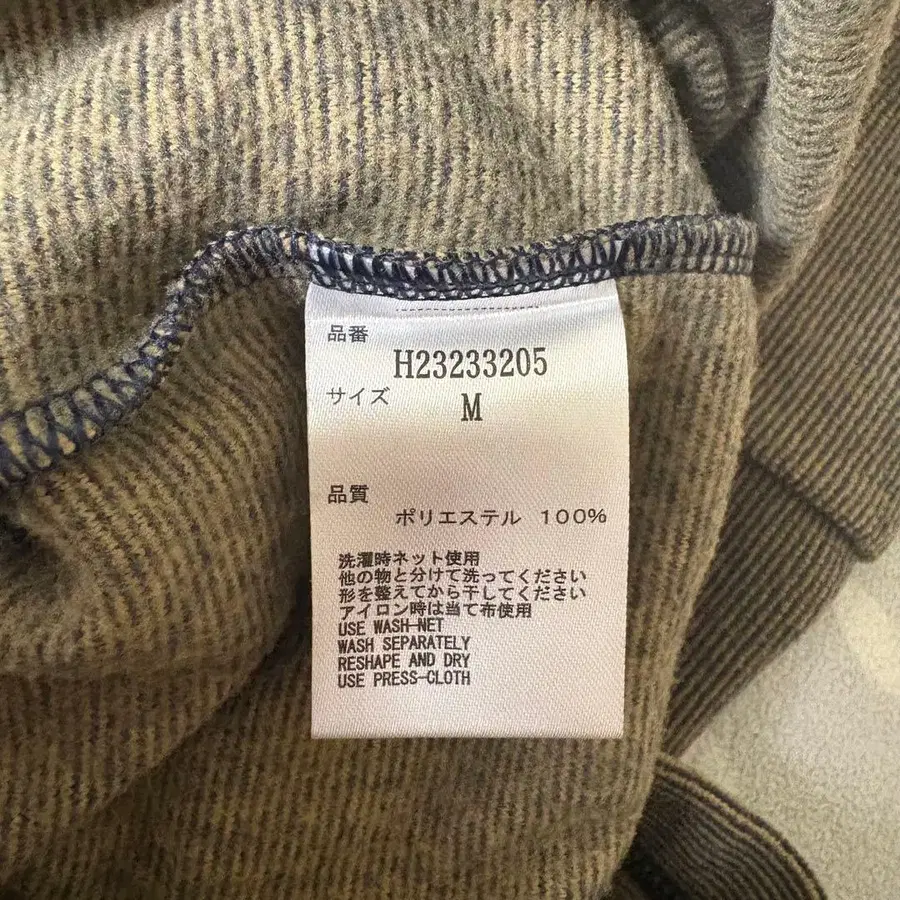 品番
H23233205
サイズ
M
品質
ポリエステル 100%
洗濯時ネット使用
他の物と分けて洗ってください
形を整えてから干してください
アイロン時は当て布使用
USE WASH-NET
WASH SEPARATELY
RESHAPE AND DRY
USE PRESS-CLOTH